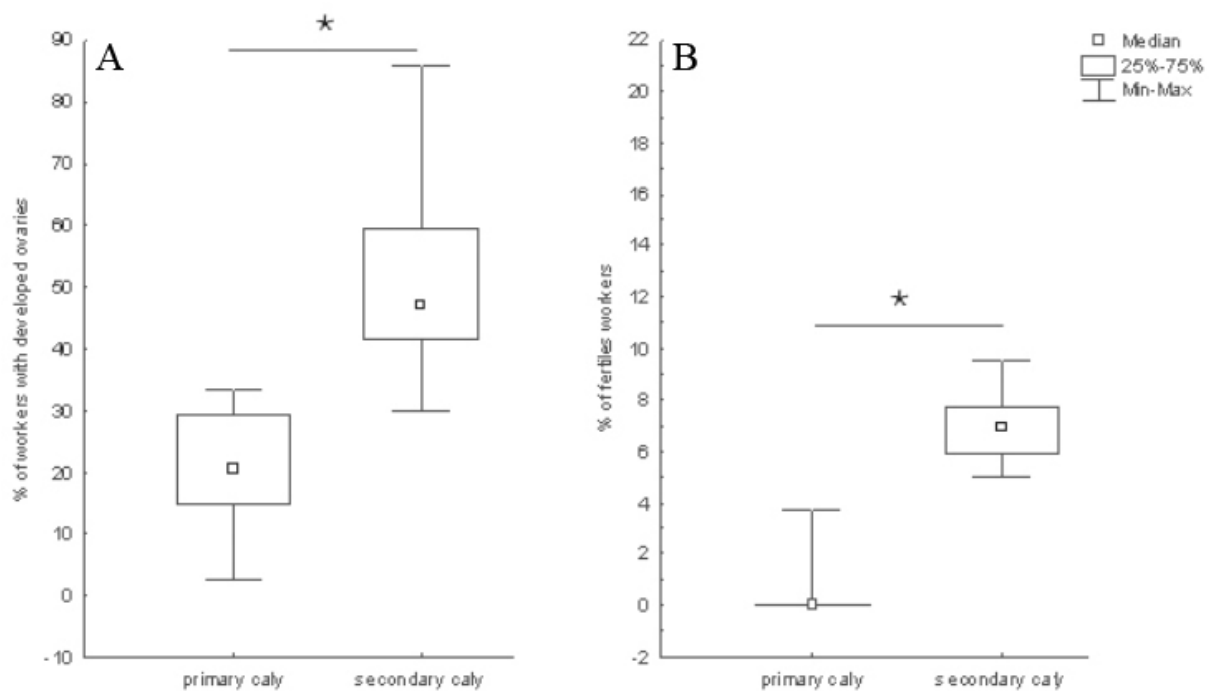 A
% of workers with developed ovaries
90
80
70
60
50
40
30
20
10
0
-10
primary caly
secondary caly
B
% of fertiles workers
22
20
18
16
14
12
10
8
6
4
2
0
-2
primary caly
secondary caly
Median
25%-75%
Min-Max